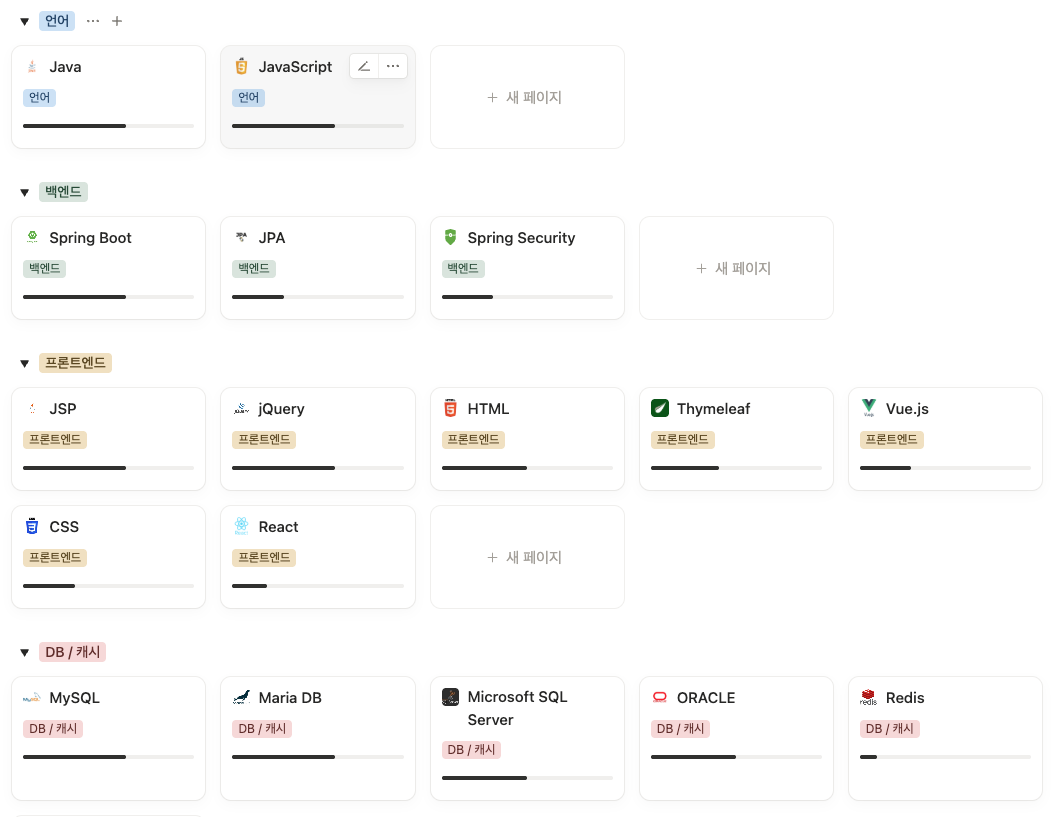 언어
Java
JavaScript
언어
언어
새 페이지
백엔드
Spring Boot
JPA
Spring Security
백엔드
백엔드
백엔드
새 페이지
프론트엔드
JSP
jQuery
HTML
Thymeleaf
Vue.js
프론트엔드
프론트엔드
프론트엔드
프론트엔드
프론트엔드
CSS
React
프론트엔드
프론트엔드
새 페이지
DB / 캐시
MySQL
Maria DB
Microsoft SQL
Server
ORACLE
Redis
redis
DB / 캐시
DB / 캐시
DB / 캐시
DB / 캐시
DB / 캐시